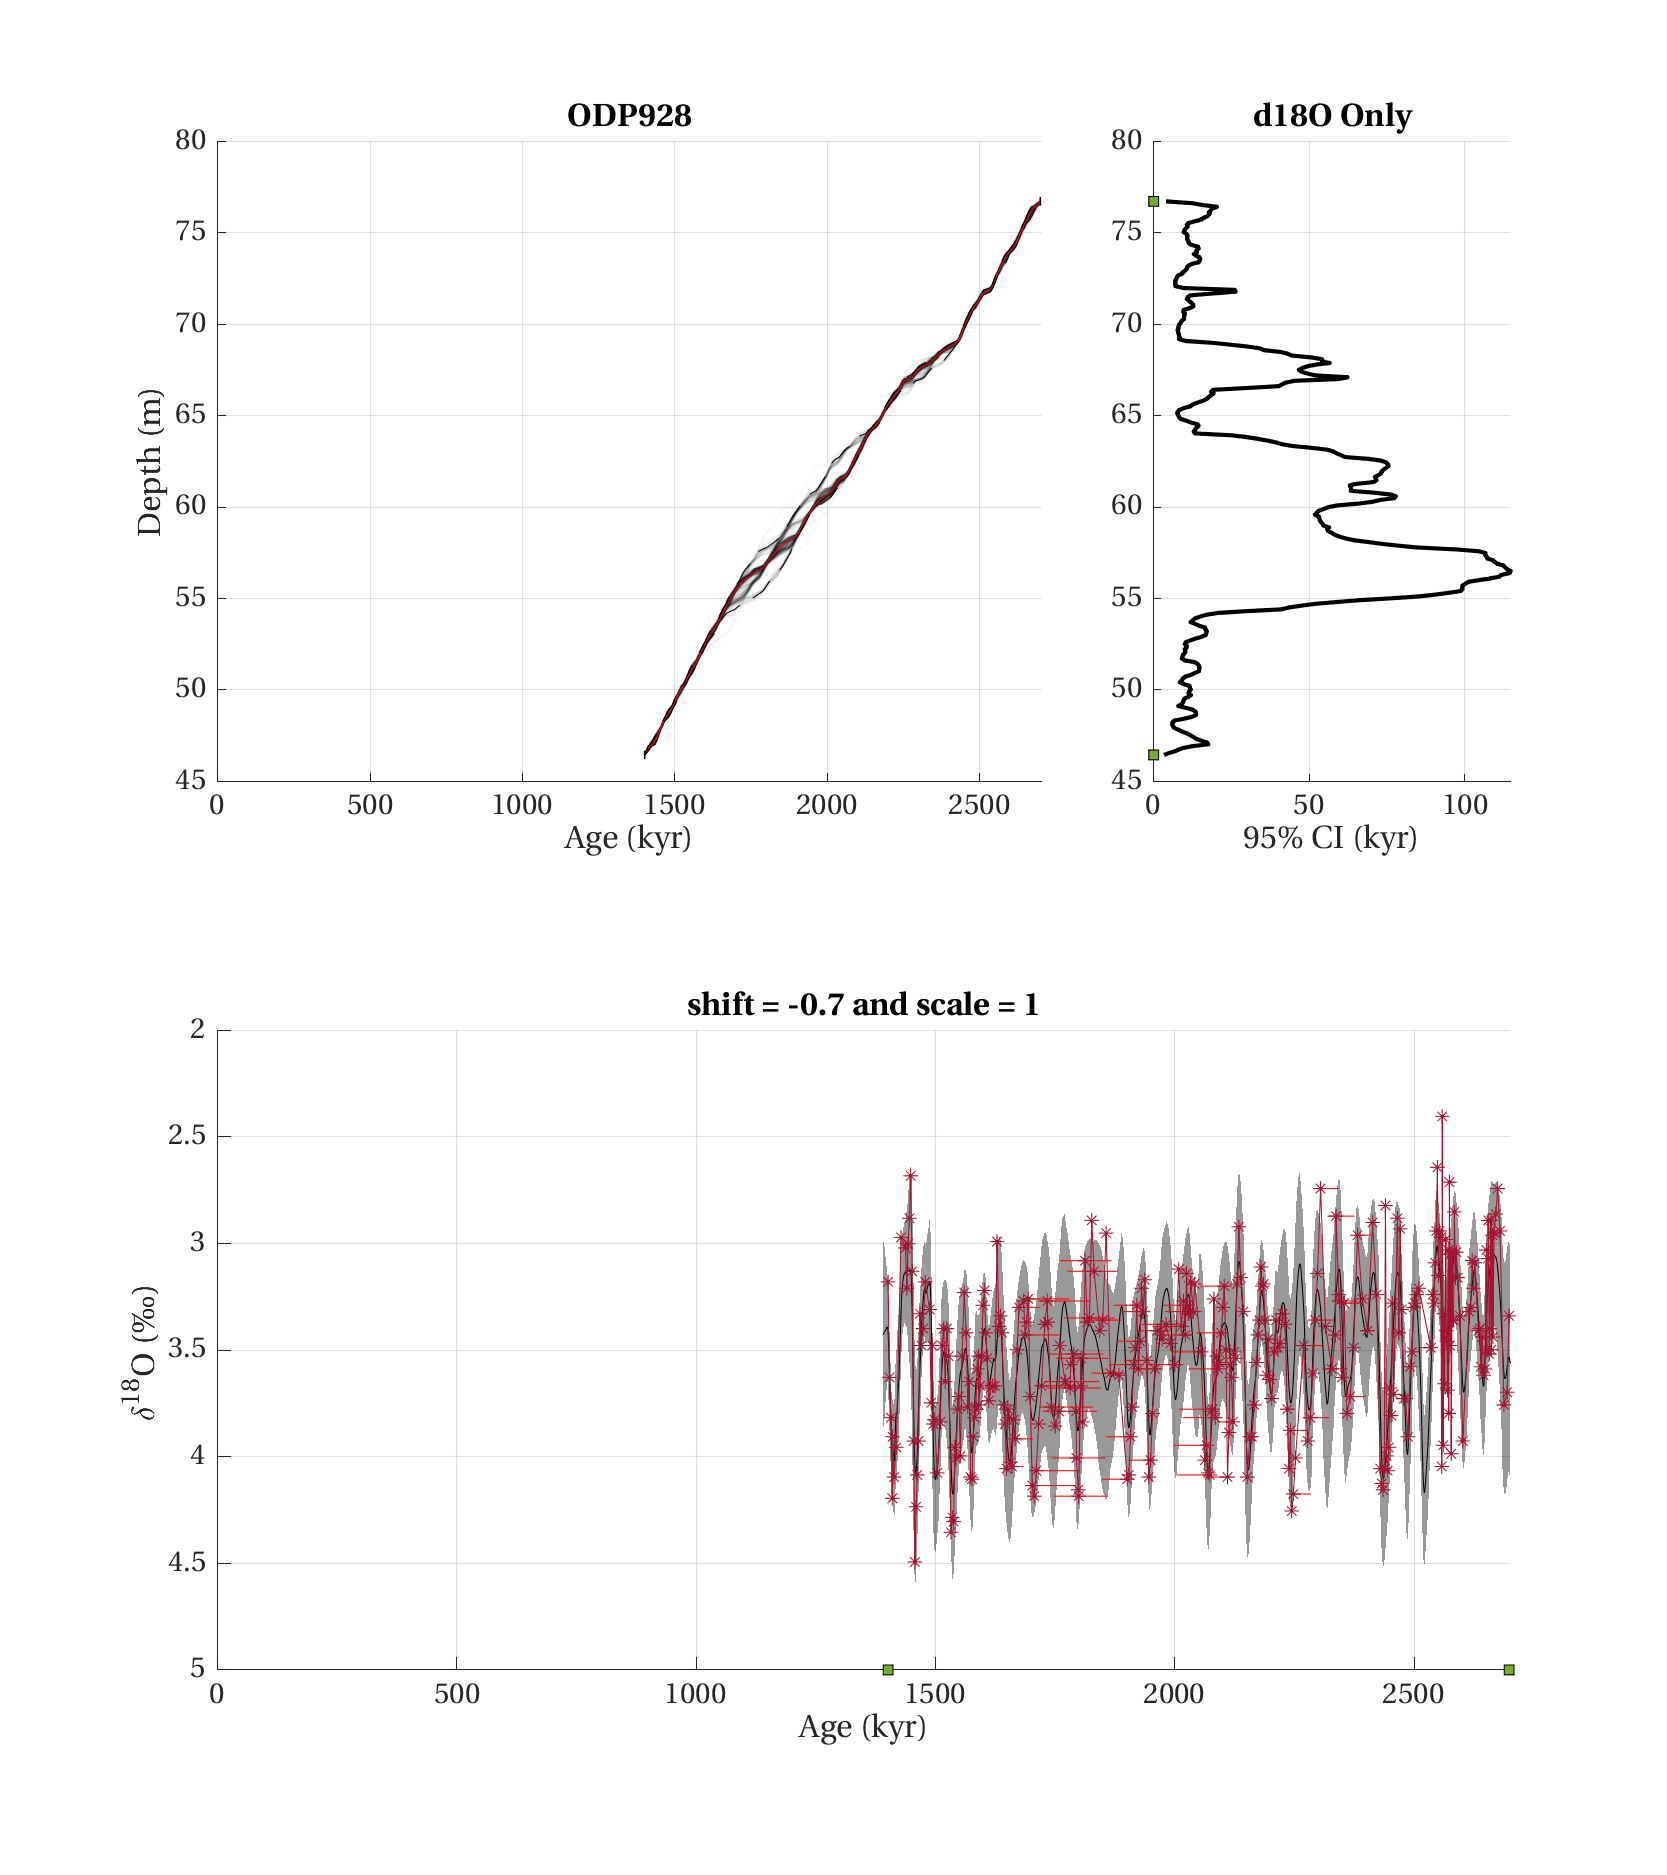 ODP928
80
75
70
65
60
55
50
45
Depth (m)
0 500 1000 1500 2000 2500
Age (kyr)
d18O Only
80
75
70
65
60
55
50
45
0 50 100
95% CI (kyr)
shift = -0.7 and scale = 1
2
2.5
3
3.5
4
4.5
5
δ18O (‰)
0 500 1000 1500 2000 2500
Age (kyr)